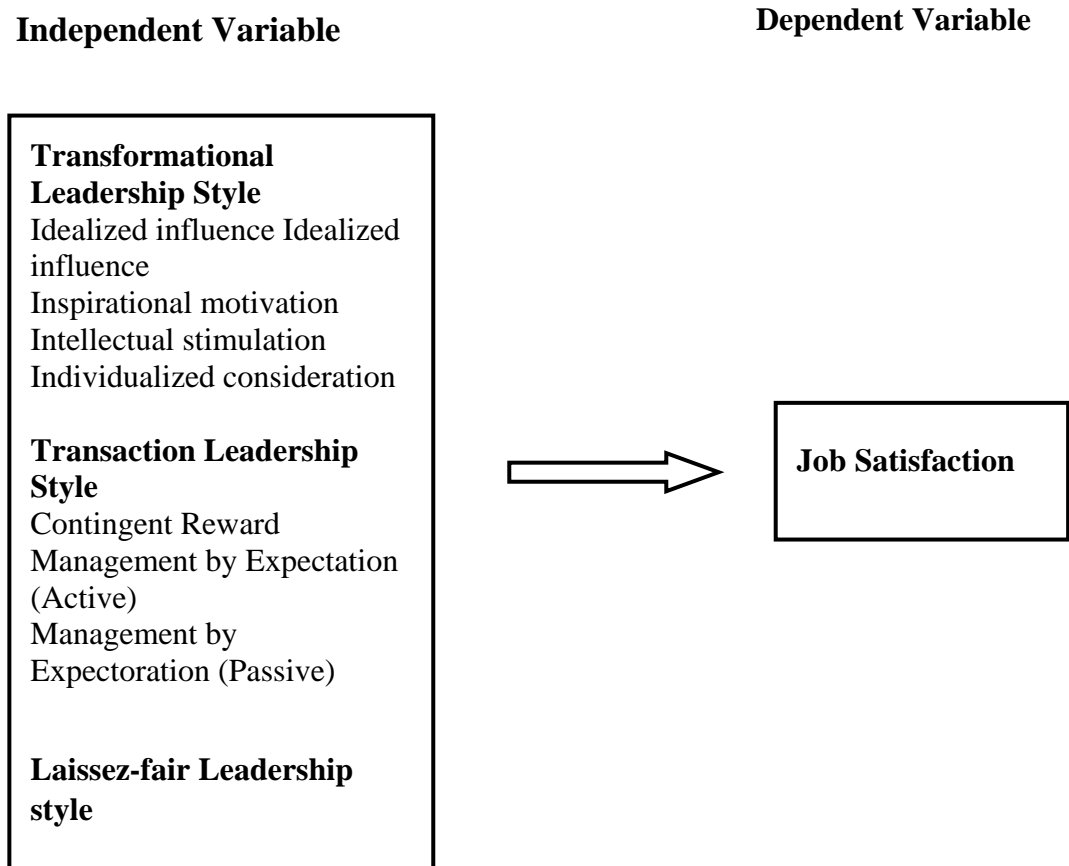 Independent Variable
Dependent Variable
Transformational
Leadership Style
Idealized influence Idealized
influence
Inspirational motivation
Intellectual stimulation
Individualized consideration
Transaction Leadership
Style
Contingent Reward
Management by Expectation
(Active)
Management by
Expectoration (Passive)
Laissez-fair Leadership
style
Job Satisfaction